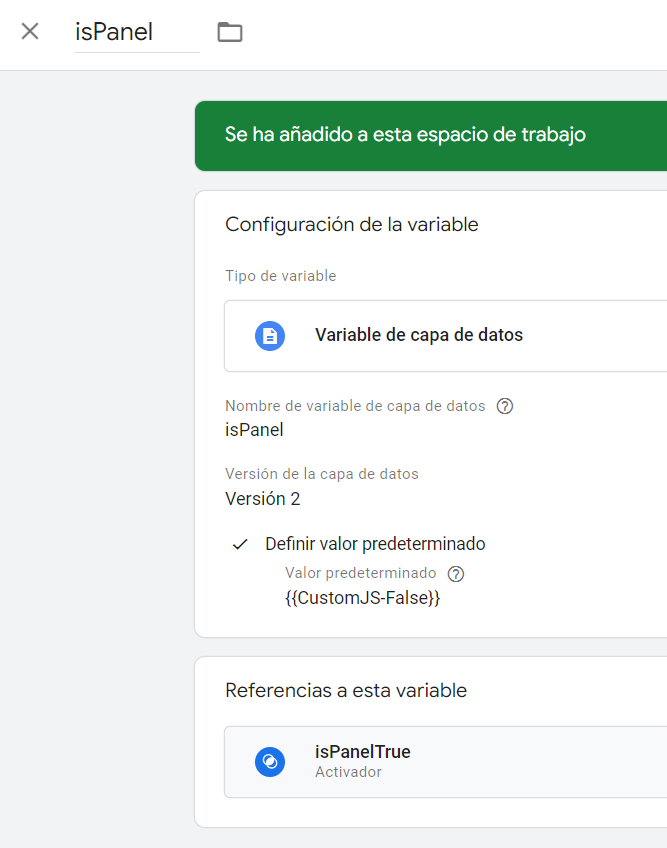 isPanel
Se ha añadido a esta espacio de trabajo
Configuración de la variable
Tipo de variable
Variable de capa de datos
Nombre de variable de capa de datos
isPanel
Versión de la capa de datos
Versión 2
Definir valor predeterminado
Valor predeterminado
{{CustomJS-False}}
Referencias a esta variable
isPanelTrue
Activador